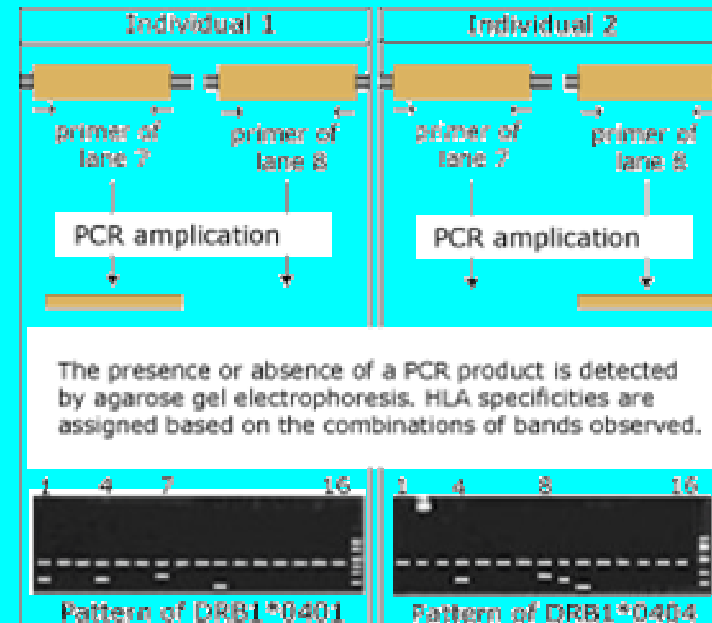 Individual 1
Individual 2
primer of
lane 7
primer of
lane 8
primer of
lane 7
primer of
lane 8
PCR amplication
PCR amplication
The presence or absence of a PCR product is detected
by agarose gel electrophoresis. HLA specificities are
assigned based on the combinations of bands observed.
1 4 7 16
1 4 8 16
Pattern of DRB1*0401
Pattern of DRB1*0404